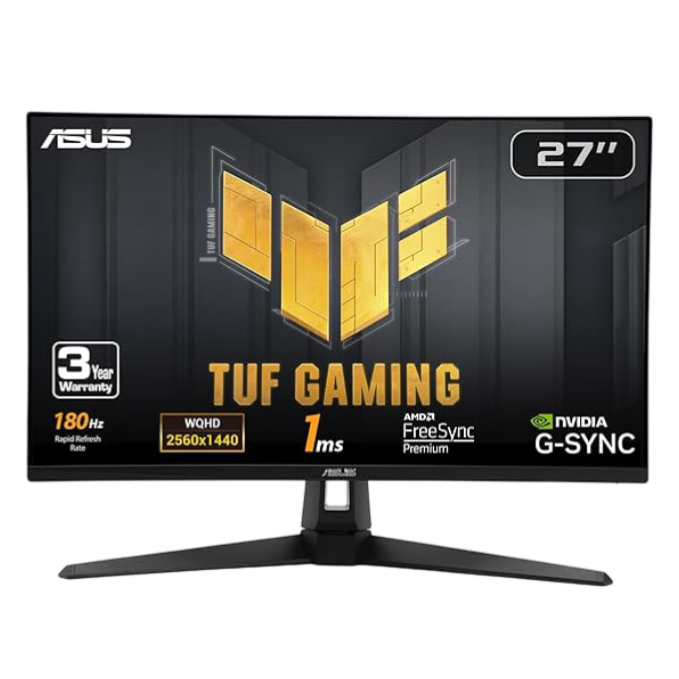 ASUS
27"
TUF GAMING
TUF GAMING
3 Year
Warranty
180Hz
Rapid Refresh
Rate
WQHD
2560x1440
1ms
AMD
FreeSync
Premium
NVIDIA
G-SYNC